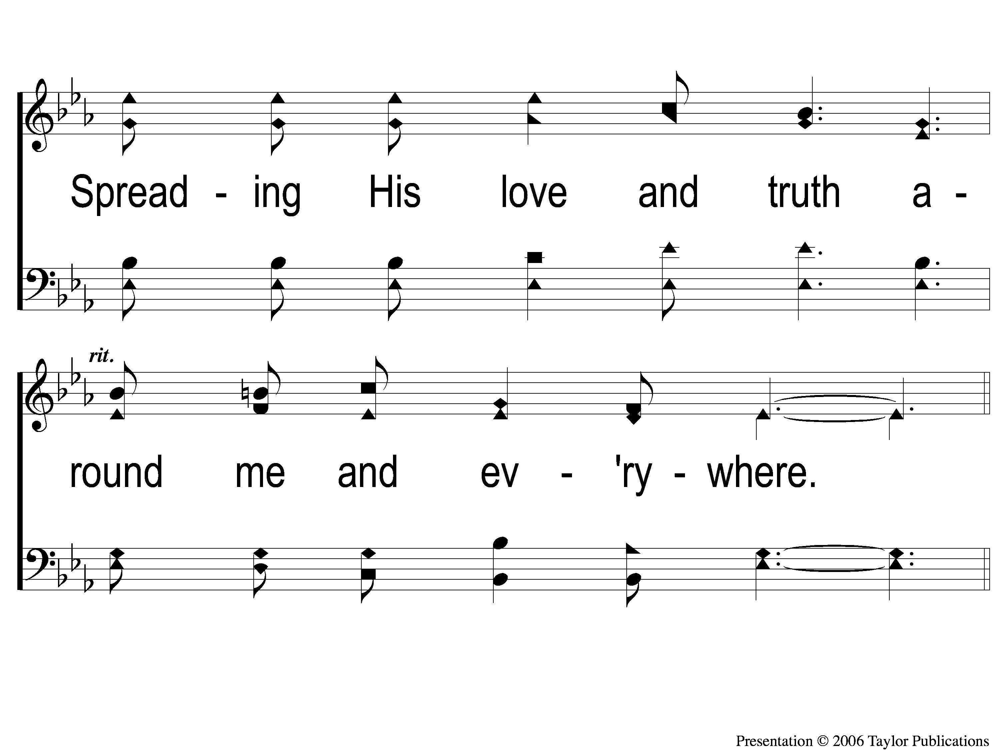 Spread - ing His love and truth a -
rit.
round me and ev - 'ry - where.
Presentation © 2006 Taylor Publications